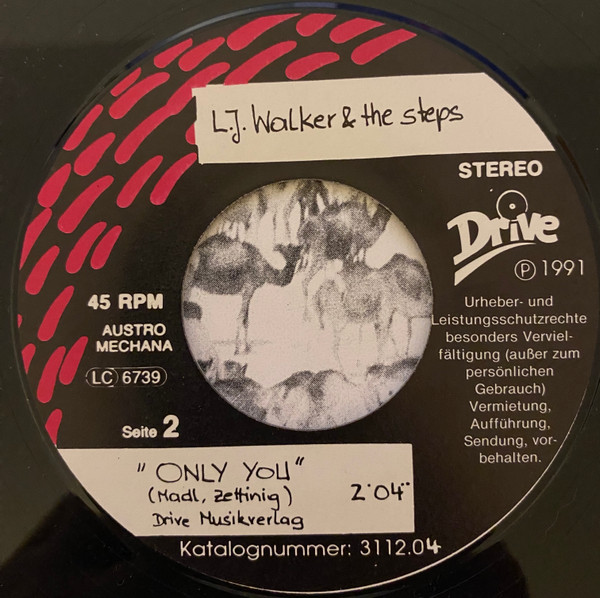 L.J. Walker & the steps
STEREO
Drive
Ⓟ 1991
45 RPM
AUSTRO
MECHANA
LC 6739
Seite 2
Urheber- und
Leistungsschutzrechte
besonders Verviel-
fältigung (außer zum
persönlichen
Gebrauch)
Vermietung,
Aufführung,
Sendung, vor-
behalten.
"ONLY YOU"
(Madl, Zettinig) 2'04"
Drive Musikverlag
Katalognummer: 3112.04